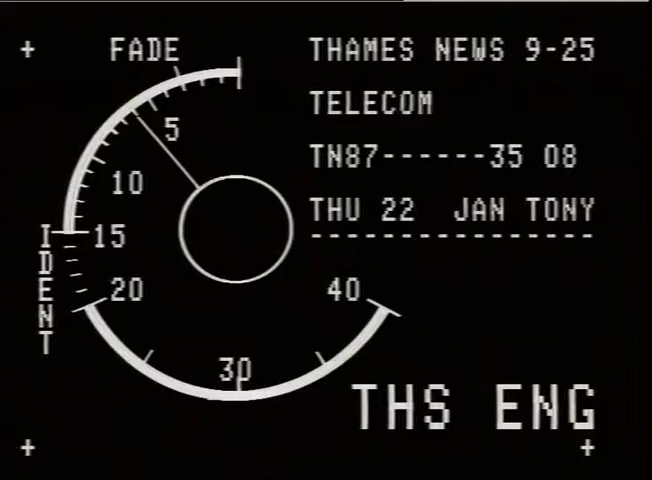 FADE
THAMES NEWS 9-25
TELECOM
TN87------35 08
THU 22 JAN TONY
----------------
5
10
15
20
30
40
IDENT
THS ENG